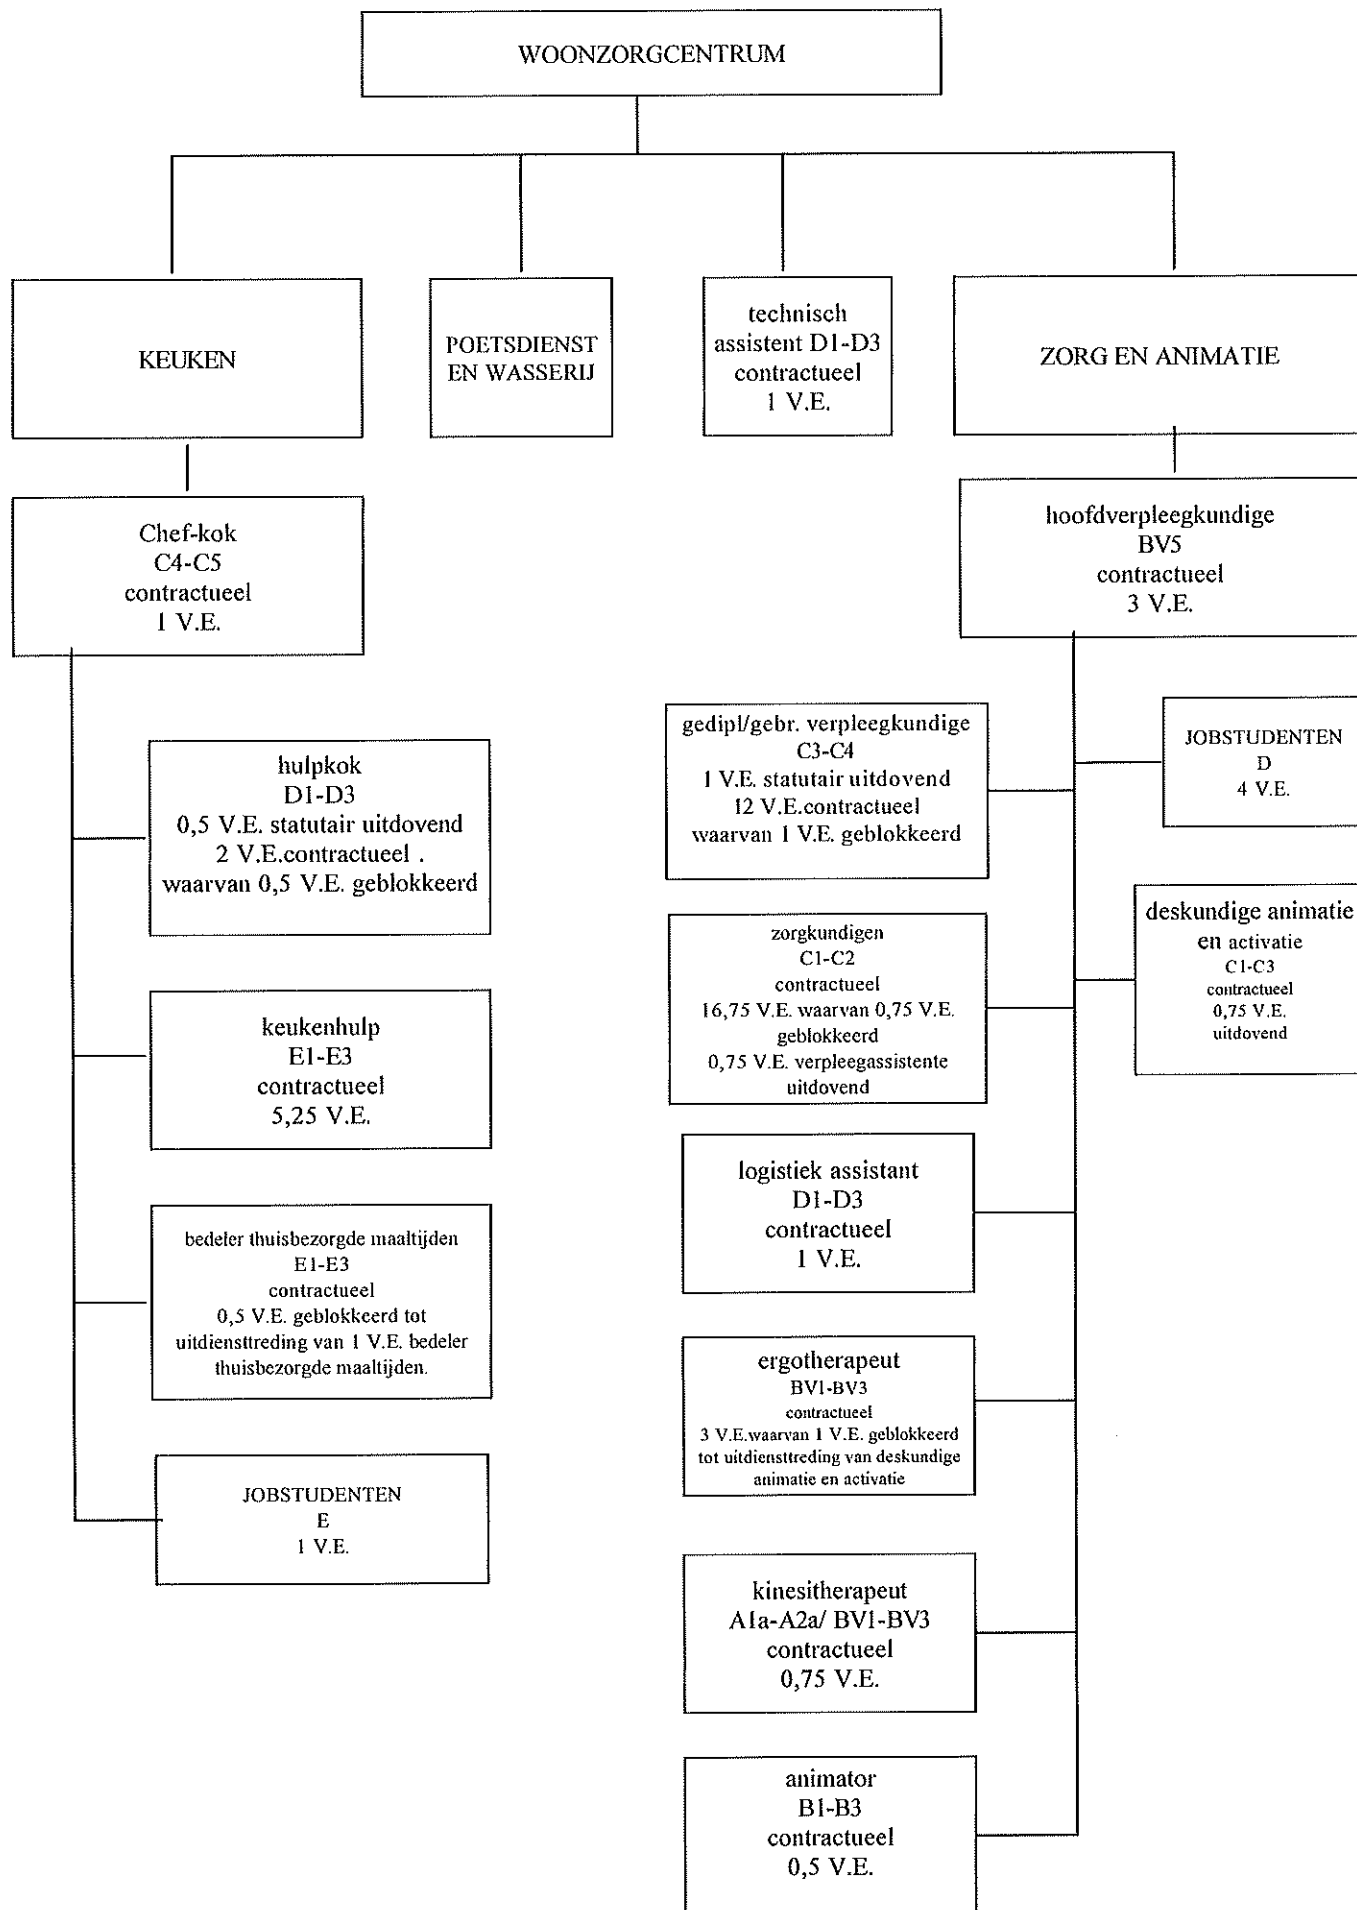 WOONZORGCENTRUM
KEUKEN
POETSDIENST
EN WASSERIJ
technisch
assistent D1-D3
contractueel
1 V.E.
ZORG EN ANIMATIE
Chef-kok
C4-C5
contractueel
1 V.E.
hulpkok
D1-D3
0,5 V.E. statutair uitdovend
2 V.E.contractueel .
waarvan 0,5 V.E. geblokkeerd
keukenhulp
E1-E3
contractueel
5,25 V.E.
bedeler thuisbezorgde maaltijden
E1-E3
contractueel
0,5 V.E. geblokkeerd tot
uitdiensttreding van 1 V.E. bedeler
thuisbezorgde maaltijden.
JOBSTUDENTEN
E
1 V.E.
hoofdverpleegkundige
BV5
contractueel
3 V.E.
gedipl/gebr. verpleegkundige
C3-C4
1 V.E. statutair uitdovend
12 V.E.contractueel
waarvan 1 V.E. geblokkeerd
JOBSTUDENTEN
D
4 V.E.
zorgkundigen
C1-C2
contractueel
16,75 V.E. waarvan 0,75 V.E.
geblokkeerd
0,75 V.E. verpleegassistente
uitdovend
deskundige animatie
en activatie
C1-C3
contractueel
0,75 V.E.
uitdovend
logistiek assistant
D1-D3
contractueel
1 V.E.
ergotherapeut
BV1-BV3
contractueel
3 V.E.waarvan 1 V.E. geblokkeerd
tot uitdiensttreding van deskundige
animatie en activatie
kinesitherapeut
A1a-A2a/ BV1-BV3
contractueel
0,75 V.E.
animator
B1-B3
contractueel
0,5 V.E.